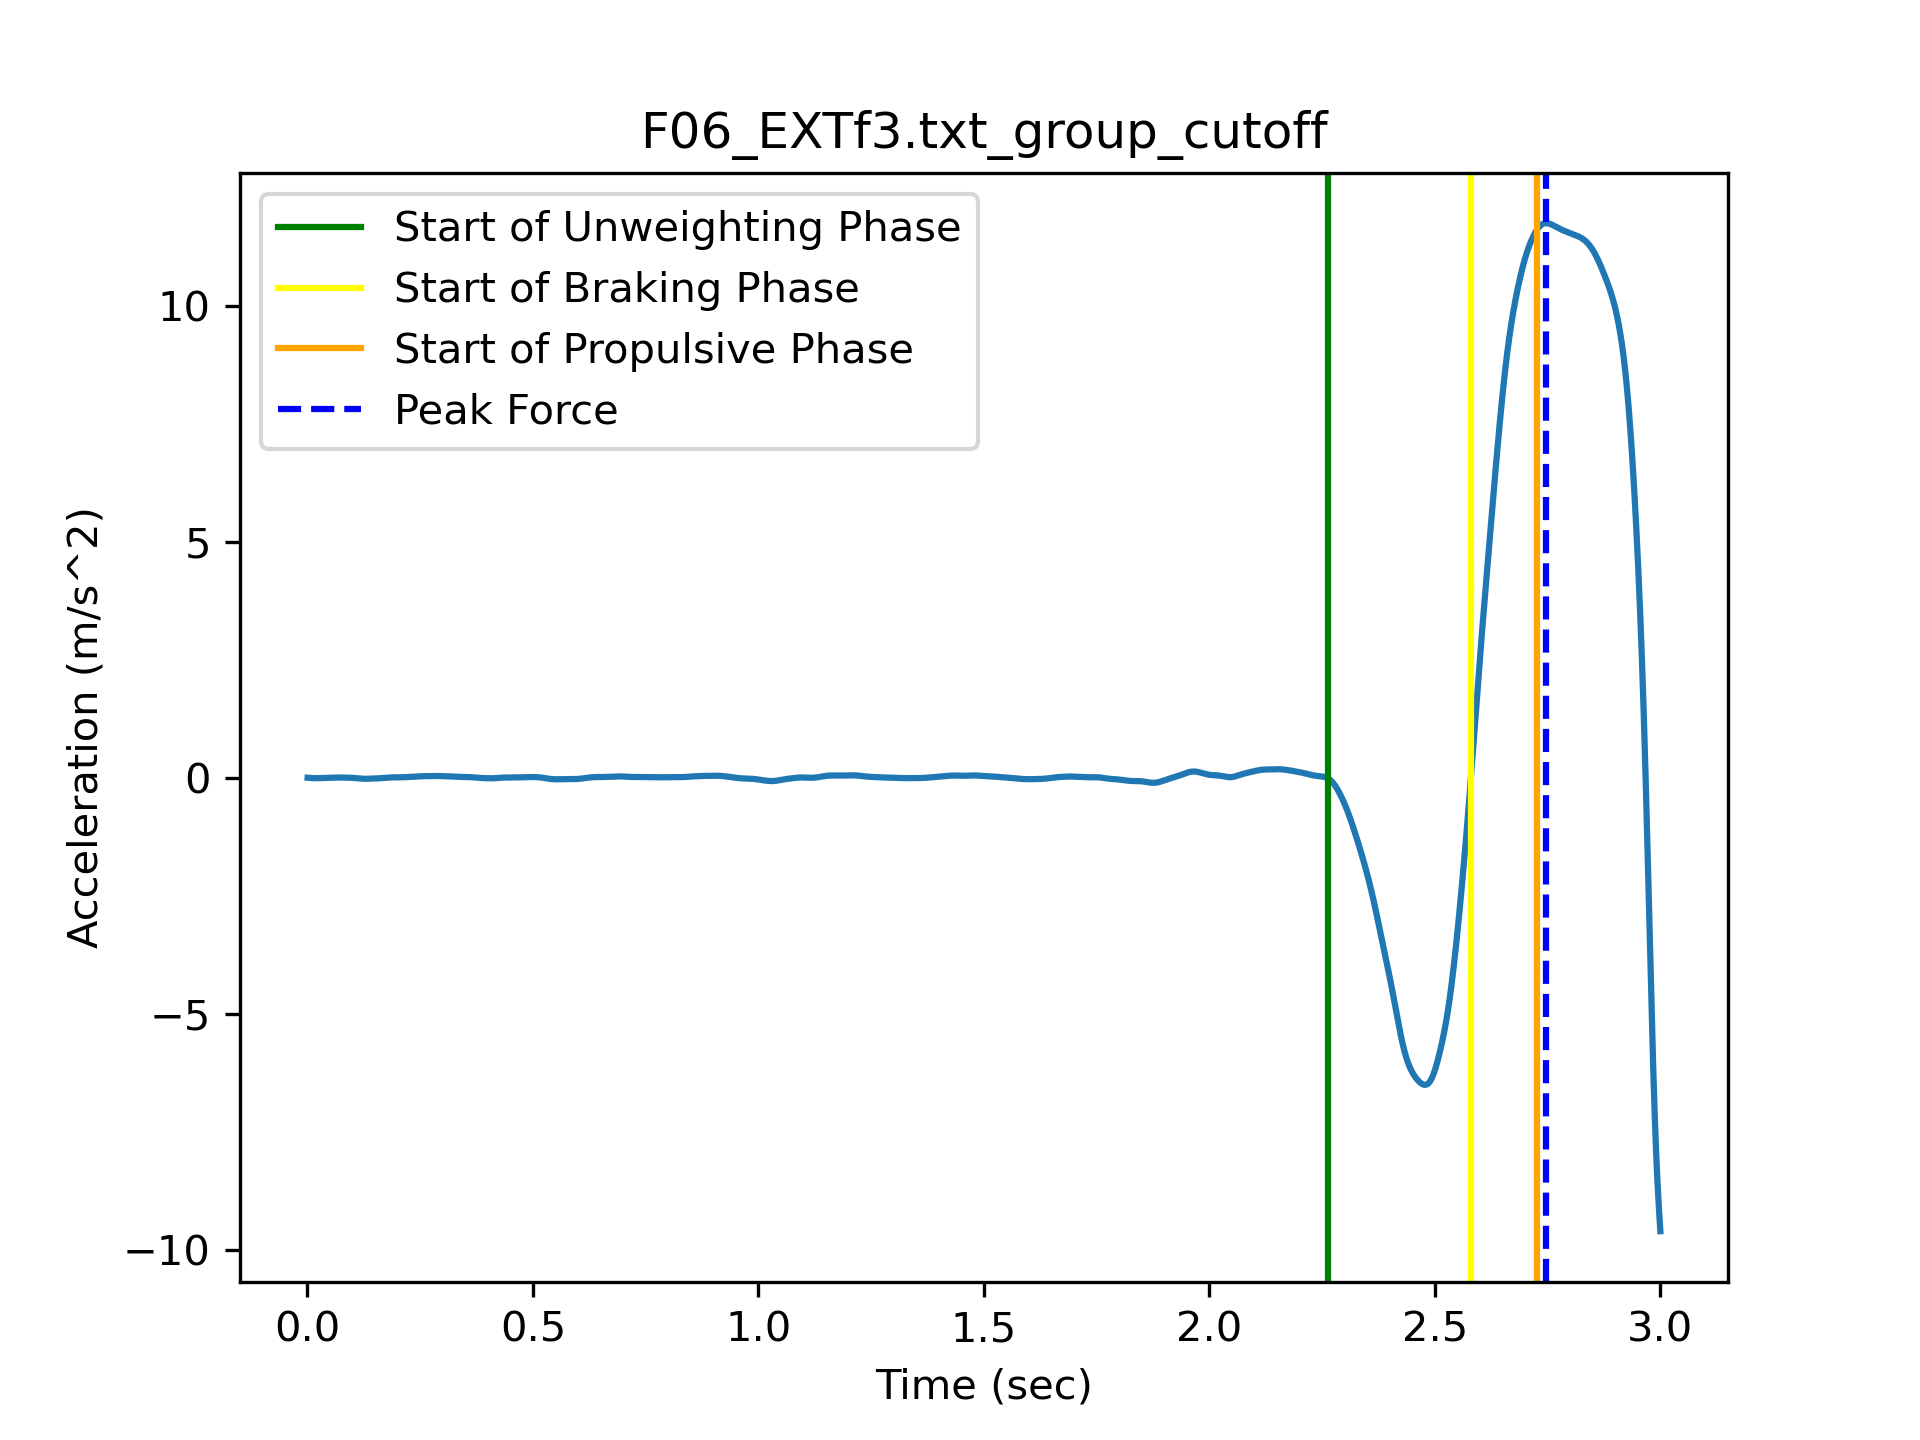 F06_EXTf3.txt_group_cutoff
Start of Unweighting Phase
Start of Braking Phase
Start of Propulsive Phase
Peak Force
Acceleration (m/s^2)
10
5
0
−5
−10
0.0 0.5 1.0 1.5 2.0 2.5 3.0
Time (sec)